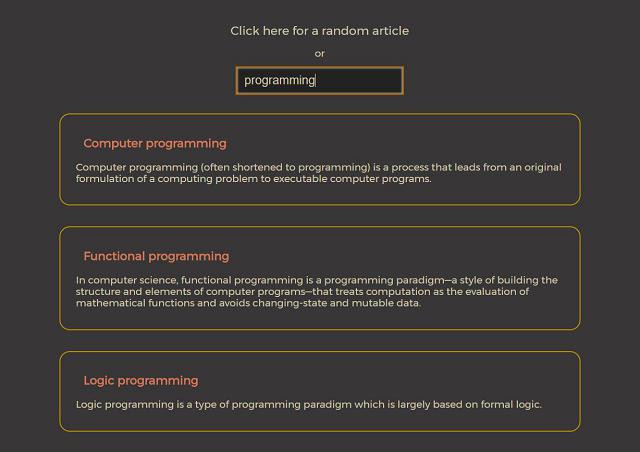 Click here for a random article
or
programming
Computer programming
Computer programming (often shortened to programming) is a process that leads from an original
formulation of a computing problem to executable computer programs.
Functional programming
In computer science, functional programming is a programming paradigm—a style of building the
structure and elements of computer programs—that treats computation as the evaluation of
mathematical functions and avoids changing-state and mutable data.
Logic programming
Logic programming is a type of programming paradigm which is largely based on formal logic.